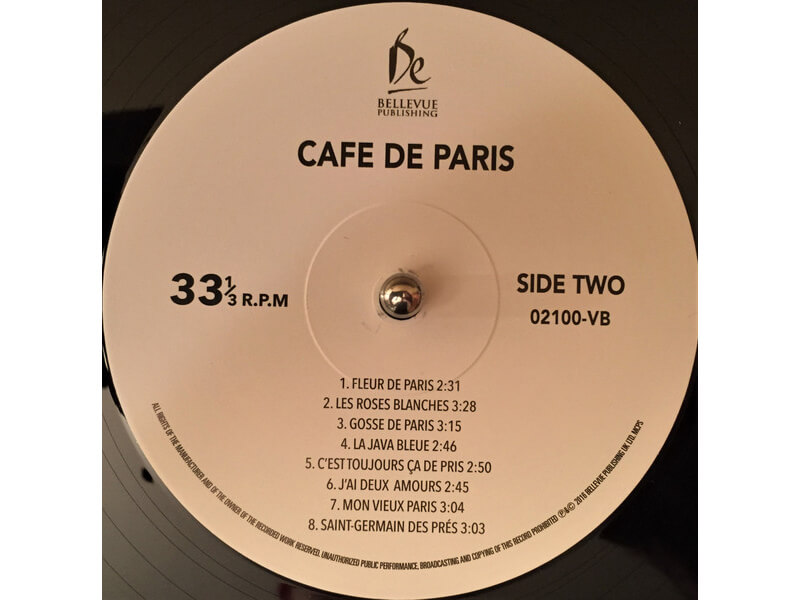 Be
BELLEVUE
PUBLISHING
CAFE DE PARIS
33 1/3 R.P.M
SIDE TWO
02100-VB
1. FLEUR DE PARIS 2:31
2. LES ROSES BLANCHES 3:28
3. GOSSE DE PARIS 3:15
4. LA JAVA BLEUE 2:46
5. C'EST TOUJOURS ÇA DE PRIS 2:50
6. J'AI DEUX AMOURS 2:45
7. MON VIEUX PARIS 3:04
8. SAINT-GERMAIN DES PRÉS 3:03
ALL RIGHTS OF THE MANUFACTURER AND OF THE OWNER OF THE RECORDED WORK RESERVED. UNAUTHORIZED PUBLIC PERFORMANCE, BROADCASTING AND COPYING OF THIS RECORD PROHIBITED ℗&© 2016 BELLEVUE PUBLISHING UK LTD. MCPS